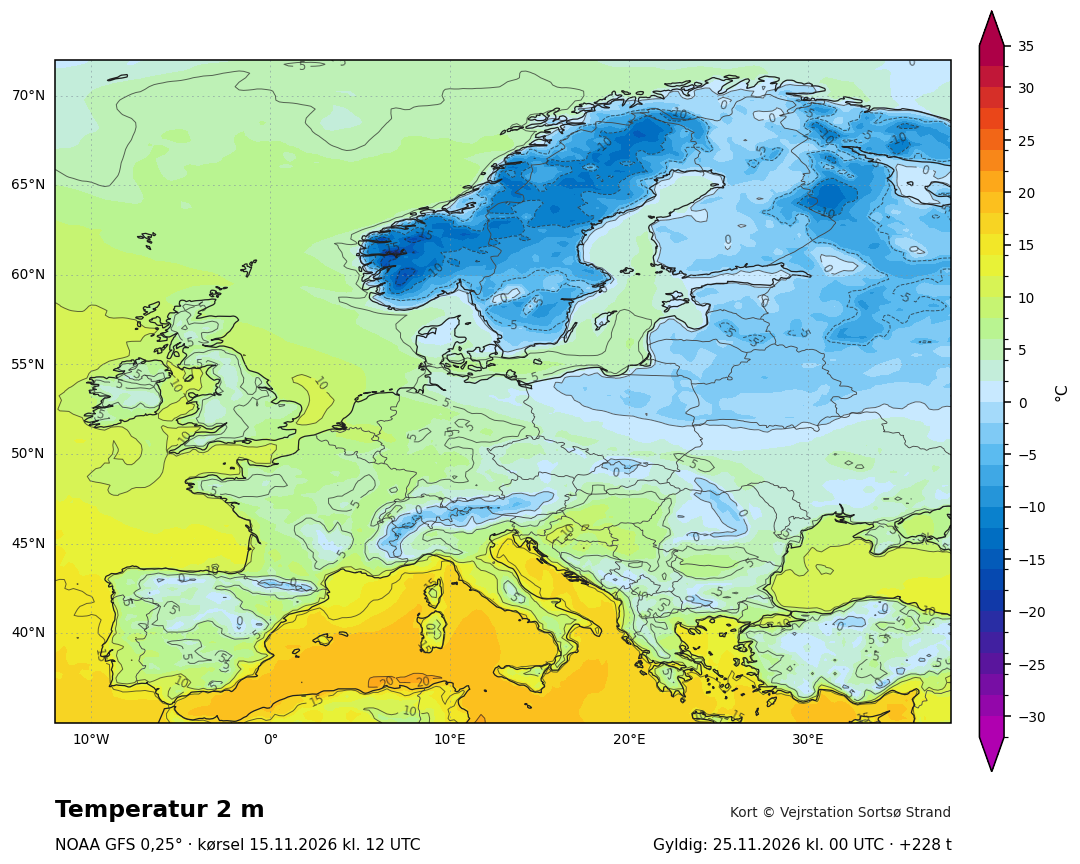 35
30
25
20
15
10
5
0
−5
−10
−15
−20
−25
−30
°C
70°N
65°N
60°N
55°N
50°N
45°N
40°N
10°W
0°
10°E
20°E
30°E
Temperatur 2 m
Kort © Vejrstation Sortsø Strand
NOAA GFS 0,25° · kørsel 15.11.2026 kl. 12 UTC
Gyldig: 25.11.2026 kl. 00 UTC · +228 t